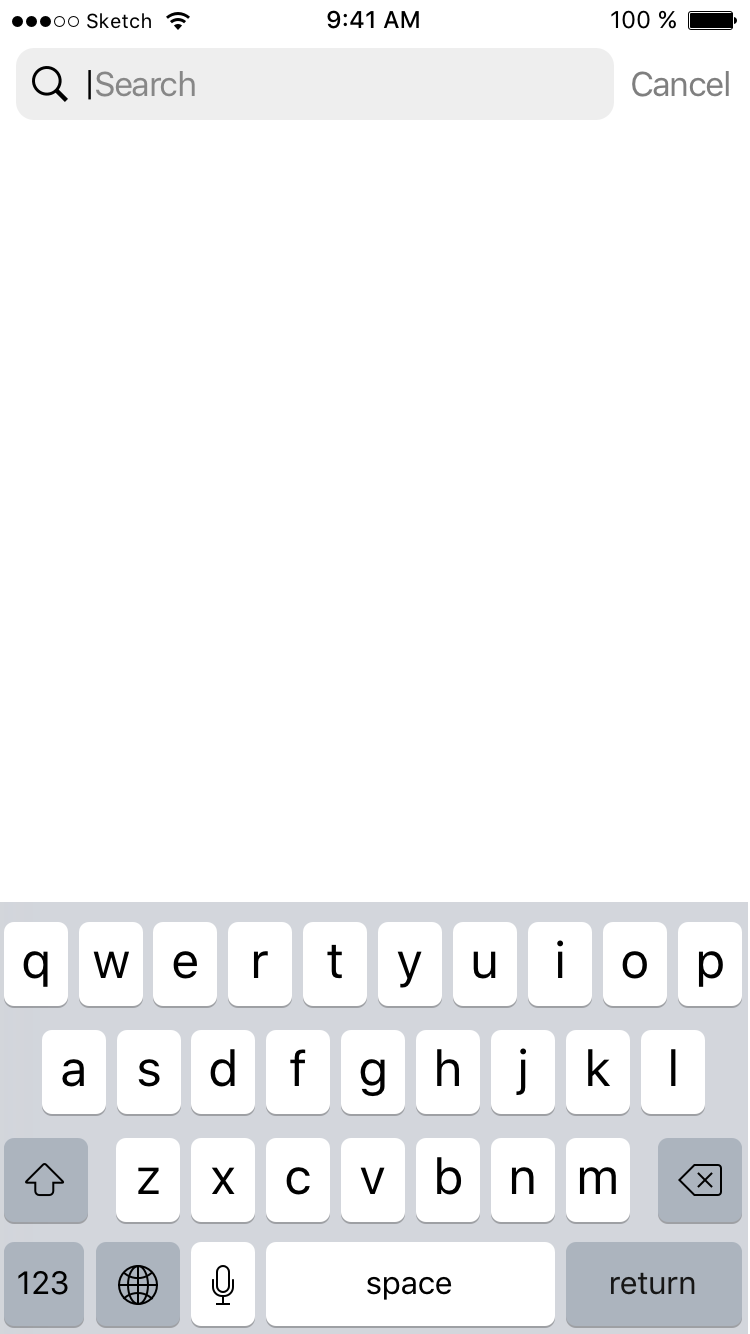 Sketch 9:41 AM 100 %
Search Cancel
q w e r t y u i o p
a s d f g h j k l
z x c v b n m
123 space return